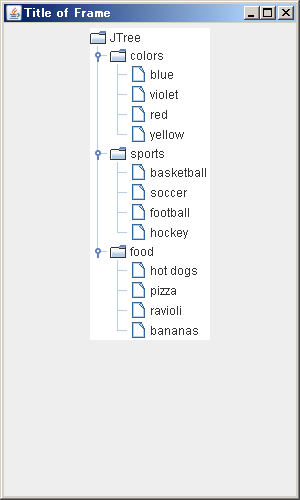 Title of Frame
JTree
colors
blue
violet
red
yellow
sports
basketball
soccer
football
hockey
food
hot dogs
pizza
ravioli
bananas